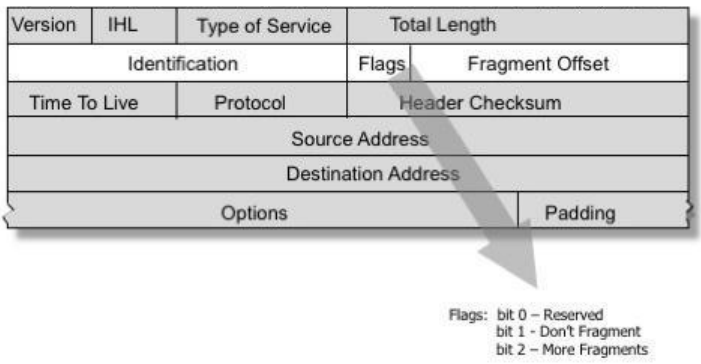 Version IHL Type of Service Total Length
Identification Flags Fragment Offset
Time To Live Protocol Header Checksum
Source Address
Destination Address
Options Padding
Flags: bit 0 – Reserved
bit 1 - Don't Fragment
bit 2 – More Fragments